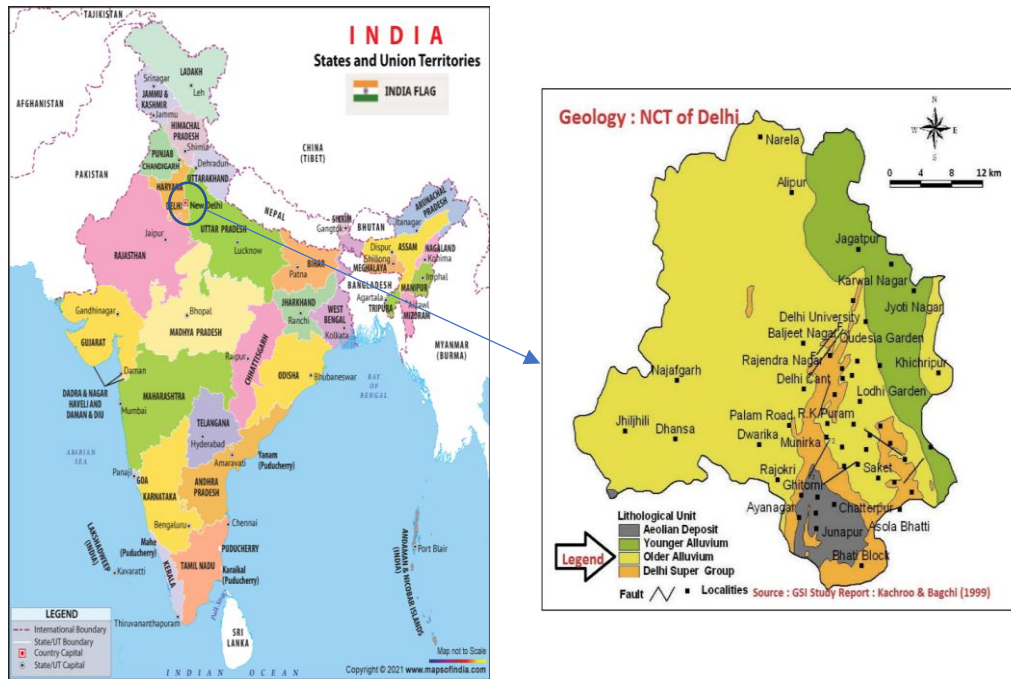 TAJIKISTAN
INDIA
States and Union Territories
INDIA FLAG
AFGHANISTAN
LADAKH
Srinagar
Leh
JAMMU &
KASHMIR
Jammu
HIMACHAL
PRADESH
Shimla
PUNJAB
CHANDIGARH
Dehradun
UTTARAKHAND
CHINA
(TIBET)
PAKISTAN
HARYANA
DELHI
New Delhi
NEPAL
RAJASTHAN
Jaipur
UTTAR PRADESH
Lucknow
SIKKIM
Gangtok
BHUTAN
ARUNACHAL
PRADESH
Itanagar
ASSAM
Dispur
NAGALAND
Kohima
Shillong
MEGHALAYA
Imphal
MANIPUR
BIHAR
Patna
BANGLADESH
Agartala
TRIPURA
Aizawl
MIZORAM
JHARKHAND
Ranchi
WEST
BENGAL
Kolkata
Gandhinagar
GUJARAT
Bhopal
MADHYA PRADESH
CHHATTISGARH
Raipur
MYANMAR
(BURMA)
ODISHA
Bhubaneswar
Daman
DADRA & NAGAR
HAVELI AND
DAMAN & DIU
MAHARASHTRA
Mumbai
BAY
OF
BENGAL
TELANGANA
Hyderabad
Amaravati
Yanam
(Puducherry)
ARABIAN
SEA
Panaji
GOA
KARNATAKA
ANDHRA
PRADESH
Bengaluru
Chennai
Mahe
(Puducherry)
PUDUCHERRY
LAKSHADWEEP
(INDIA)
Kavaratti
KERALA
TAMIL NADU
Karaikal
(Puducherry)
ANDAMAN & NICOBAR ISLANDS
(INDIA)
Port Blair
Thiruvananthapuram
SRI
LANKA
LEGEND
International Boundary
State/UT Boundary
Country Capital
State/UT Capital
Map not to Scale
Copyright © 2021 www.mapsofindia.com
INDIAN OCEAN
Geology : NCT of Delhi
N
W
E
S
0
4
8
12 km
Narela
Alipur
Jagatpur
Karwal Nagar
Jyoti Nagar
Delhi University
Baljeet Nagar
Qudesia Garden
Rajendra Nagar
Khichripur
Najafgarh
Delhi Cant
Lodhi Garden
Jhiljhili
Dhansa
Palam Road
R.K.Puram
Dwarika
Munirka
Rajokri
Saket
Ghitorni
Ayanagar
Chatterpur
Asola Bhatti
Junapur
Bhati Block
Legend
Lithological Unit
Aeolian Deposit
Younger Alluvium
Older Alluvium
Delhi Super Group
Fault
Localities
Source : GSI Study Report : Kachroo & Bagchi (1999)